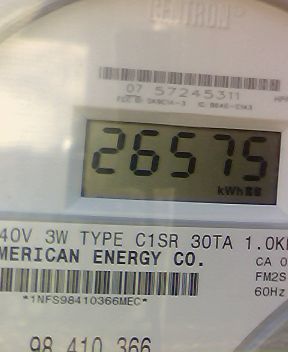 CENTRON
07 57245311
26575
kWh
40V 3W TYPE C1SR 30TA 1.0K
MERICAN ENERGY CO.
CA 0
FM2S
60Hz
*1NFS98410366MEC*
98 410 366